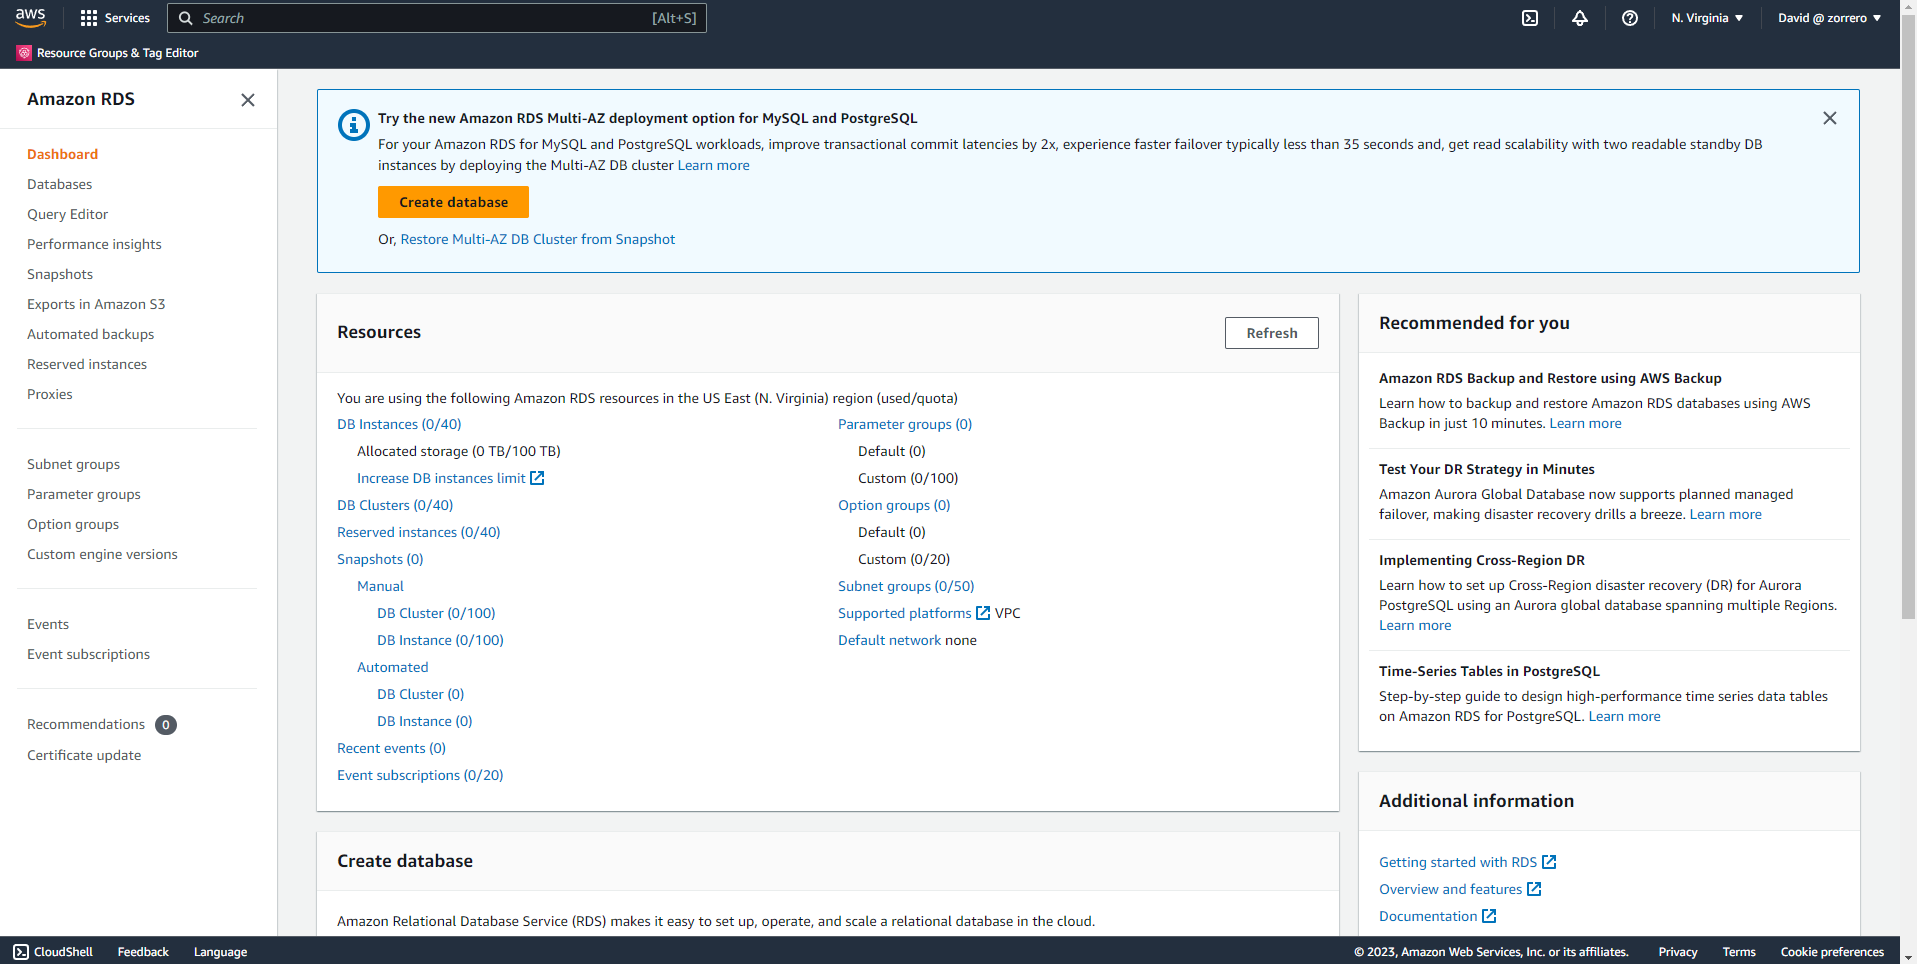 aws
Services
Search
[Alt+S]
N. Virginia
David @ zorrero
Resource Groups & Tag Editor
Amazon RDS
Dashboard
Databases
Query Editor
Performance insights
Snapshots
Exports in Amazon S3
Automated backups
Reserved instances
Proxies
Subnet groups
Parameter groups
Option groups
Custom engine versions
Events
Event subscriptions
Recommendations 0
Certificate update
Try the new Amazon RDS Multi-AZ deployment option for MySQL and PostgreSQL
For your Amazon RDS for MySQL and PostgreSQL workloads, improve transactional commit latencies by 2x, experience faster failover typically less than 35 seconds and, get read scalability with two readable standby DB
instances by deploying the Multi-AZ DB cluster Learn more
Create database
Or, Restore Multi-AZ DB Cluster from Snapshot
Resources
Refresh
You are using the following Amazon RDS resources in the US East (N. Virginia) region (used/quota)
DB Instances (0/40)
Allocated storage (0 TB/100 TB)
Increase DB instances limit
DB Clusters (0/40)
Reserved instances (0/40)
Snapshots (0)
Manual
DB Cluster (0/100)
DB Instance (0/100)
Automated
DB Cluster (0)
DB Instance (0)
Recent events (0)
Event subscriptions (0/20)
Parameter groups (0)
Default (0)
Custom (0/100)
Option groups (0)
Default (0)
Custom (0/20)
Subnet groups (0/50)
Supported platforms VPC
Default network none
Create database
Amazon Relational Database Service (RDS) makes it easy to set up, operate, and scale a relational database in the cloud.
Recommended for you
Amazon RDS Backup and Restore using AWS Backup
Learn how to backup and restore Amazon RDS databases using AWS
Backup in just 10 minutes. Learn more
Test Your DR Strategy in Minutes
Amazon Aurora Global Database now supports planned managed
failover, making disaster recovery drills a breeze. Learn more
Implementing Cross-Region DR
Learn how to set up Cross-Region disaster recovery (DR) for Aurora
PostgreSQL using an Aurora global database spanning multiple Regions.
Learn more
Time-Series Tables in PostgreSQL
Step-by-step guide to design high-performance time series data tables
on Amazon RDS for PostgreSQL. Learn more
Additional information
Getting started with RDS
Overview and features
Documentation
CloudShell
Feedback
Language
© 2023, Amazon Web Services, Inc. or its affiliates.
Privacy
Terms
Cookie preferences